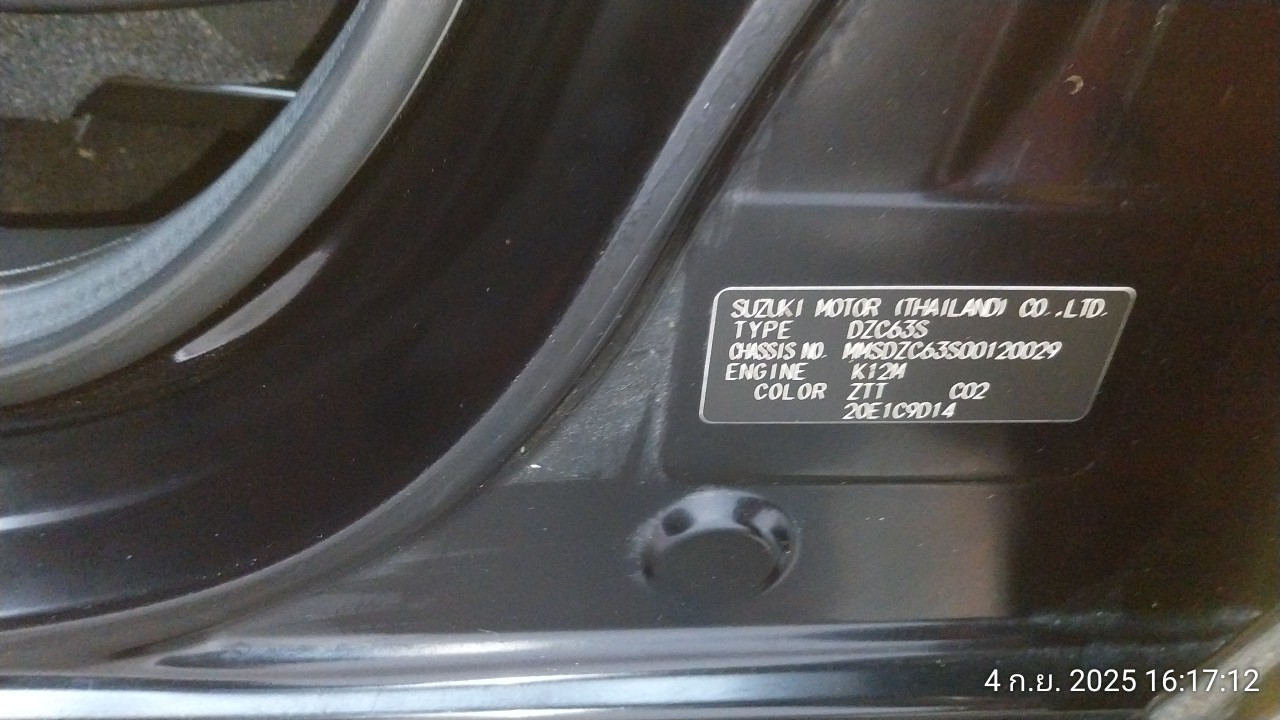 SUZUKI MOTOR (THAILAND) CO.,LTD.
TYPE DZC63S
CHASSIS NO. MMSDZC63S00120029
ENGINE K12M
COLOR ZTT C02
20E1C9D14
4 ก.ย. 2025 16:17:12